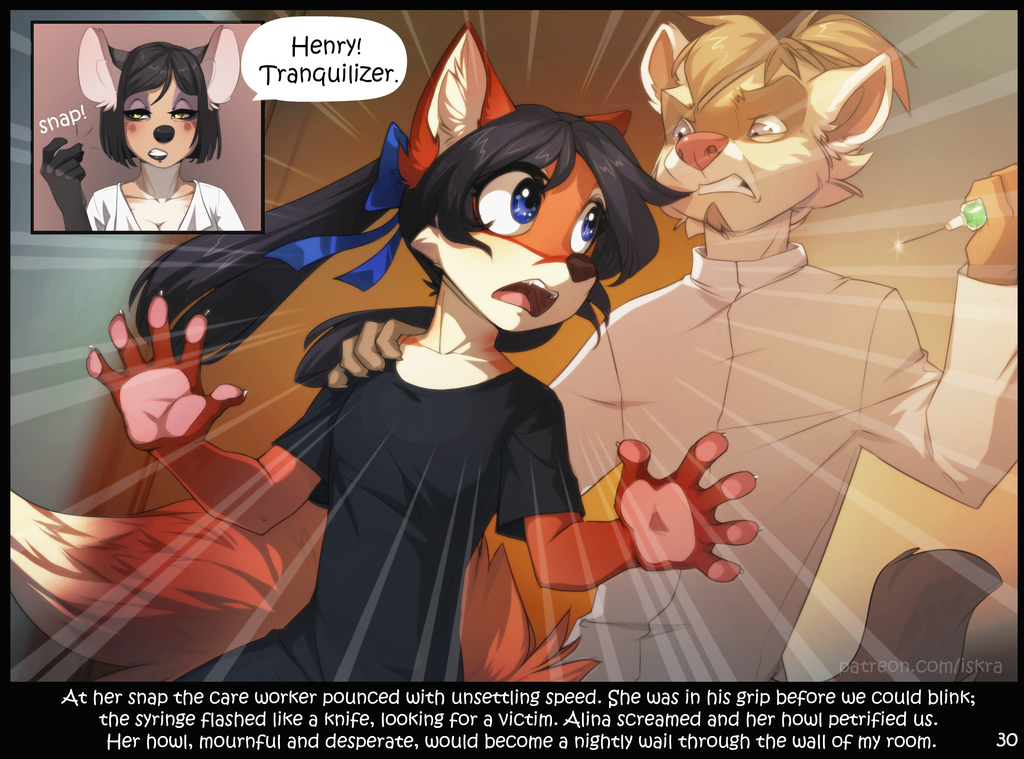 snap!
Henry!
Tranquilizer.
patreon.com/iskra
At her snap the care worker pounced with unsettling speed. She was in his grip before we could blink;
the syringe flashed like a knife, looking for a victim. Alina screamed and her howl petrified us.
Her howl, mournful and desperate, would become a nightly wail through the wall of my room.
30